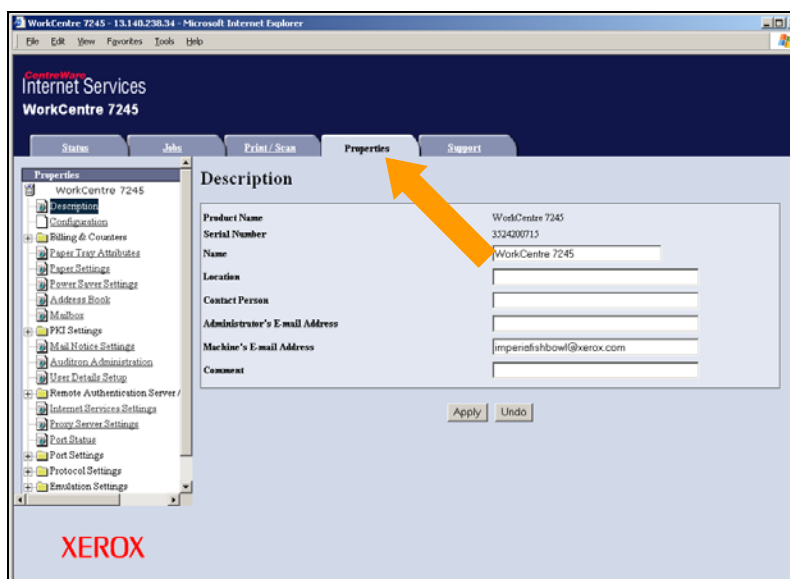 WorkCentre 7245 - 13.140.238.34 - Microsoft Internet Explorer
File Edit View Favorites Tools Help
CentreWare
Internet Services
WorkCentre 7245
Status Jobs Print / Scan Properties Support
Properties
WorkCentre 7245
Description
Configuration
Billing & Counters
Paper Tray Attributes
Paper Settings
Power Saver Settings
Address Book
Mailbox
PKI Settings
Mail Notice Settings
Auditron Administration
User Details Setup
Remote Authentication Server /
Internet Services Settings
Proxy Server Settings
Port Status
Port Settings
Protocol Settings
Emulation Settings
Description
Product Name WorkCentre 7245
Serial Number 3524200715
Name WorkCentre 7245
Location
Contact Person
Administrator's E-mail Address
Machine's E-mail Address imperiafishbowl@xerox.com
Comment
Apply Undo
XEROX